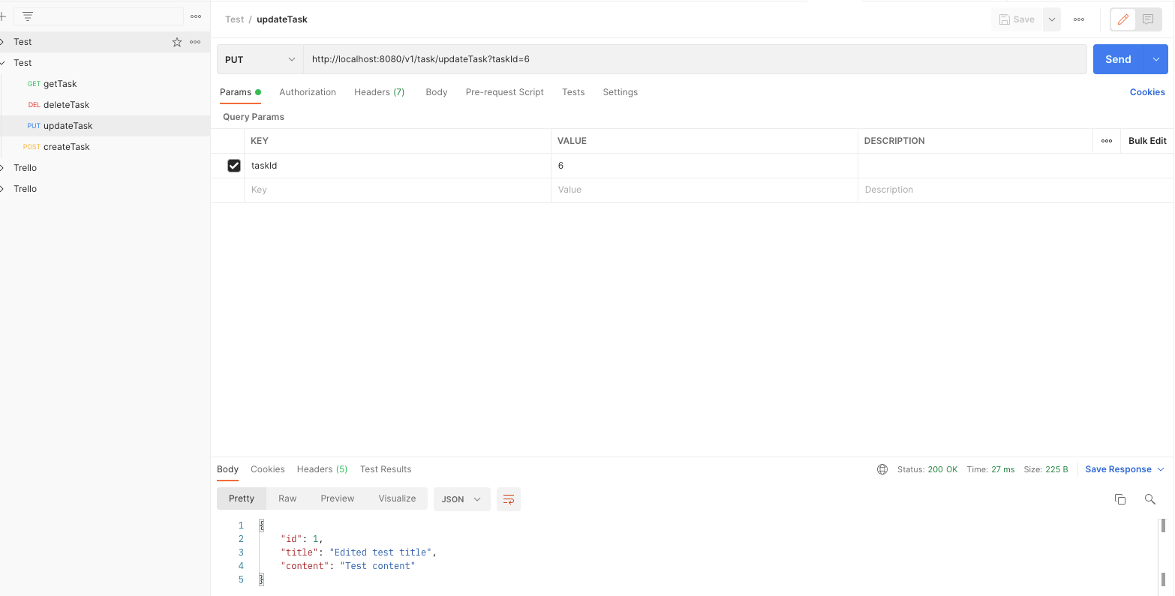 Test / updateTask
Save
Test
Test
GET getTask
DEL deleteTask
PUT updateTask
POST createTask
Trello
Trello
PUT
http://localhost:8080/v1/task/updateTask?taskId=6
Send
Params
Authorization
Headers (7)
Body
Pre-request Script
Tests
Settings
Cookies
Query Params
KEY VALUE DESCRIPTION Bulk Edit
taskId 6
Key Value Description
Body Cookies Headers (5) Test Results
Status: 200 OK Time: 27 ms Size: 225 B Save Response
Pretty Raw Preview Visualize JSON
1 {
2 "id": 1,
3 "title": "Edited test title",
4 "content": "Test content"
5 }